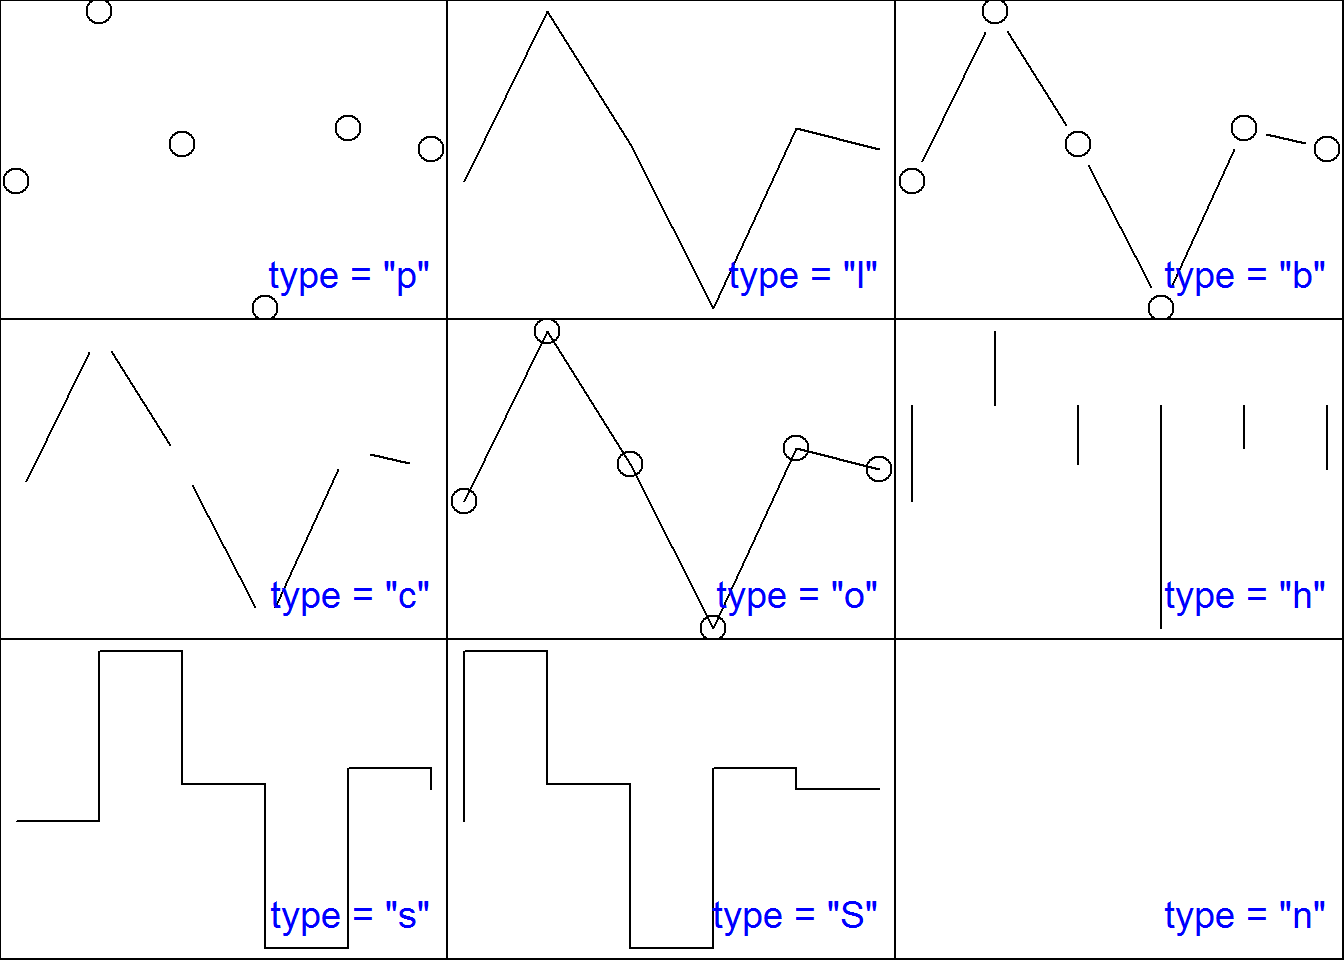 type = "p"
type = "l"
type = "b"
type = "c"
type = "o"
type = "h"
type = "s"
type = "S"
type = "n"